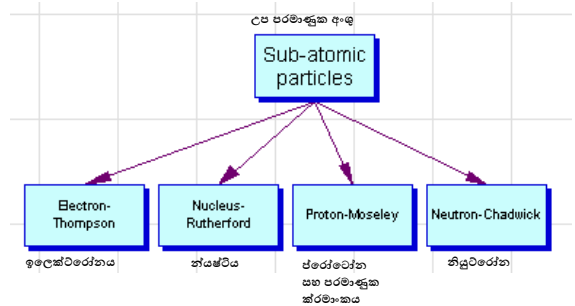 උප පරමාණුක අංශු
Sub-atomic
particles
Electron-
Thompson
Nucleus-
Rutherford
Proton-Moseley
Neutron-Chadwick
ඉලෙක්ට්රෝනය
න්යෂ්ටිය
ප්රෝටෝන
සහ පරමාණුක
ක්රමාංකය
නියුට්රෝන